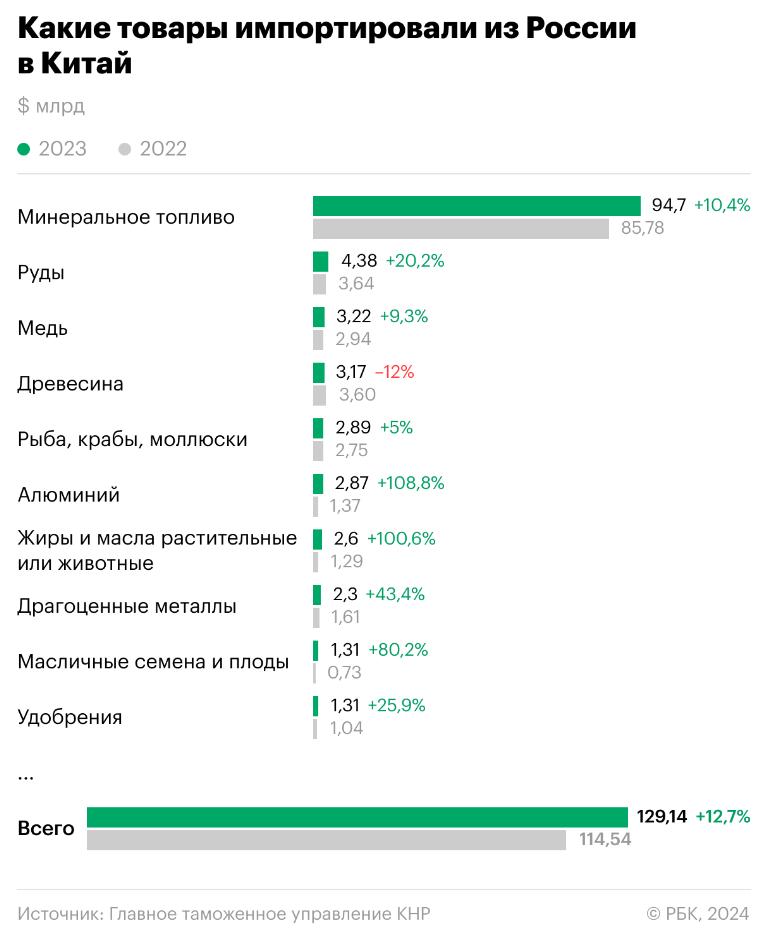 Какие товары импортировали из России
в Китай
$ млрд
2023 2022
Минеральное топливо 94,7 +10,4%
85,78
Руды 4,38 +20,2%
3,64
Медь 3,22 +9,3%
2,94
Древесина 3,17 –12%
3,60
Рыба, крабы, моллюски 2,89 +5%
2,75
Алюминий 2,87 +108,8%
1,37
Жиры и масла растительные
или животные 2,6 +100,6%
1,29
Драгоценные металлы 2,3 +43,4%
1,61
Масличные семена и плоды 1,31 +80,2%
0,73
Удобрения 1,31 +25,9%
1,04
...
Всего 129,14 +12,7%
114,54
Источник: Главное таможенное управление КНР © РБК, 2024